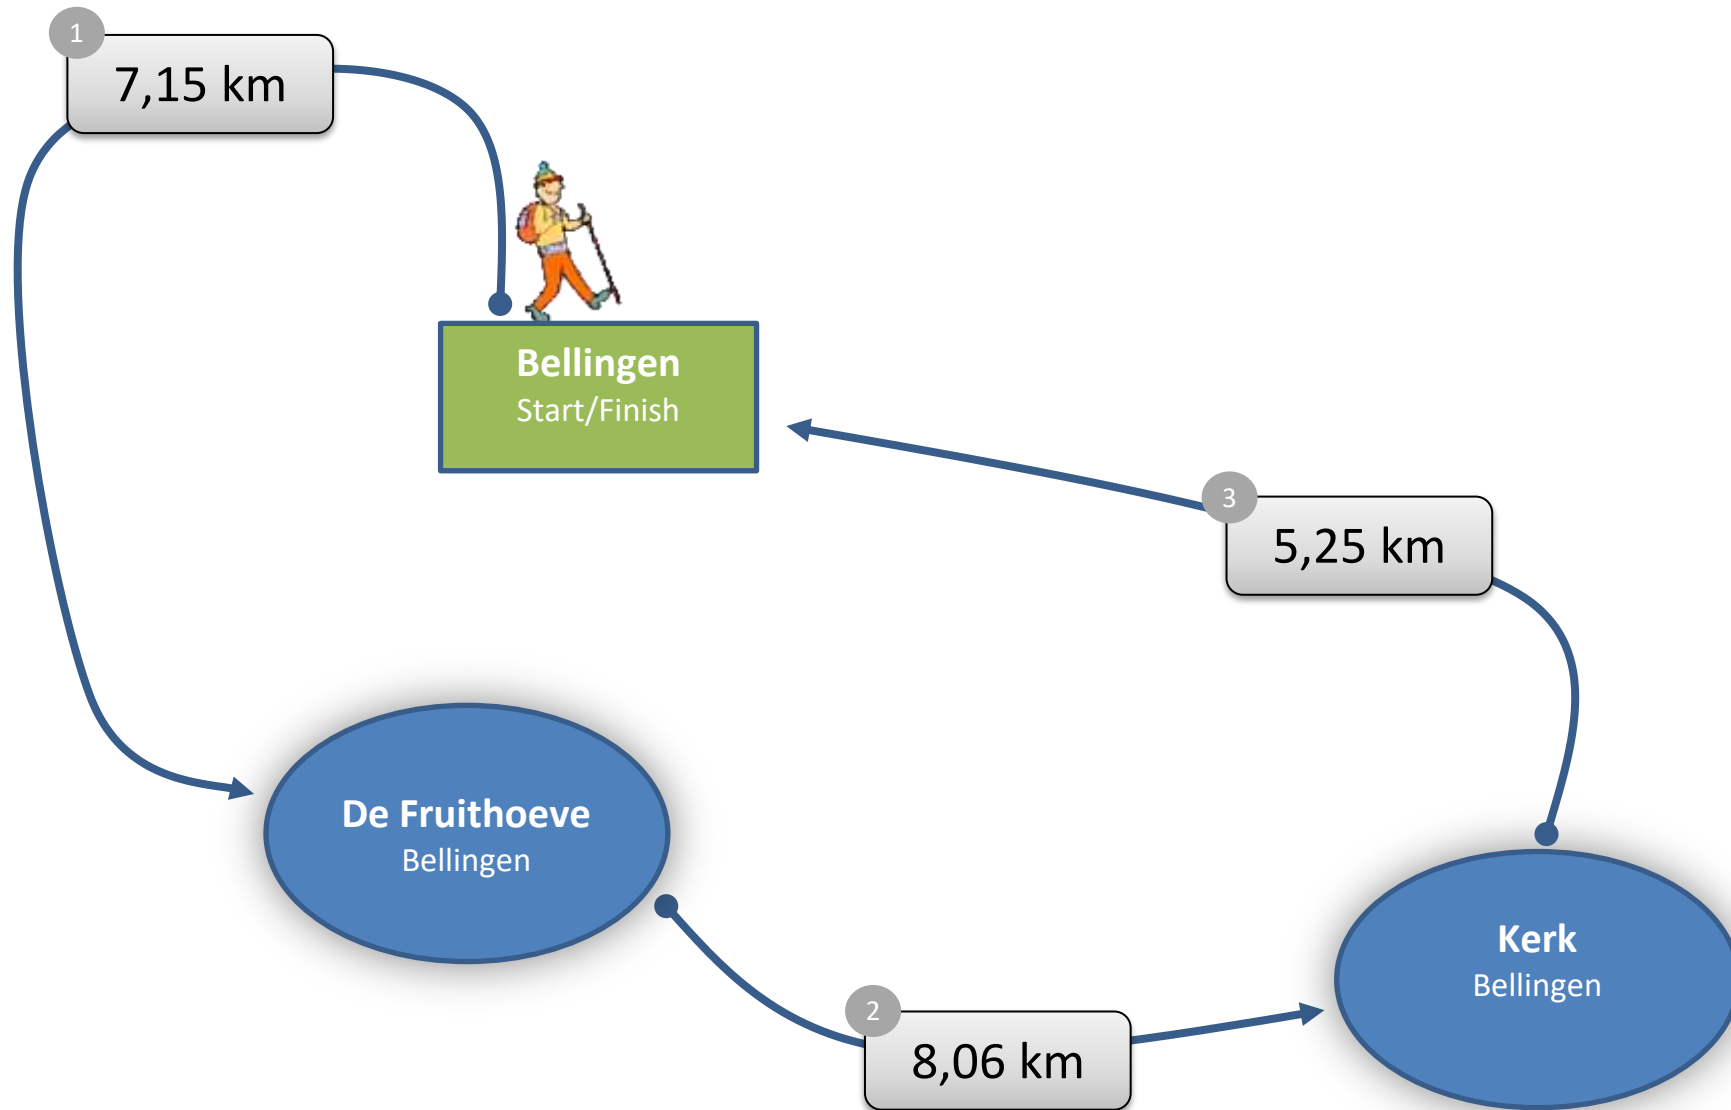 1
7,15 km
Bellingen
Start/Finish
3
5,25 km
De Fruithoeve
Bellingen
Kerk
Bellingen
2
8,06 km